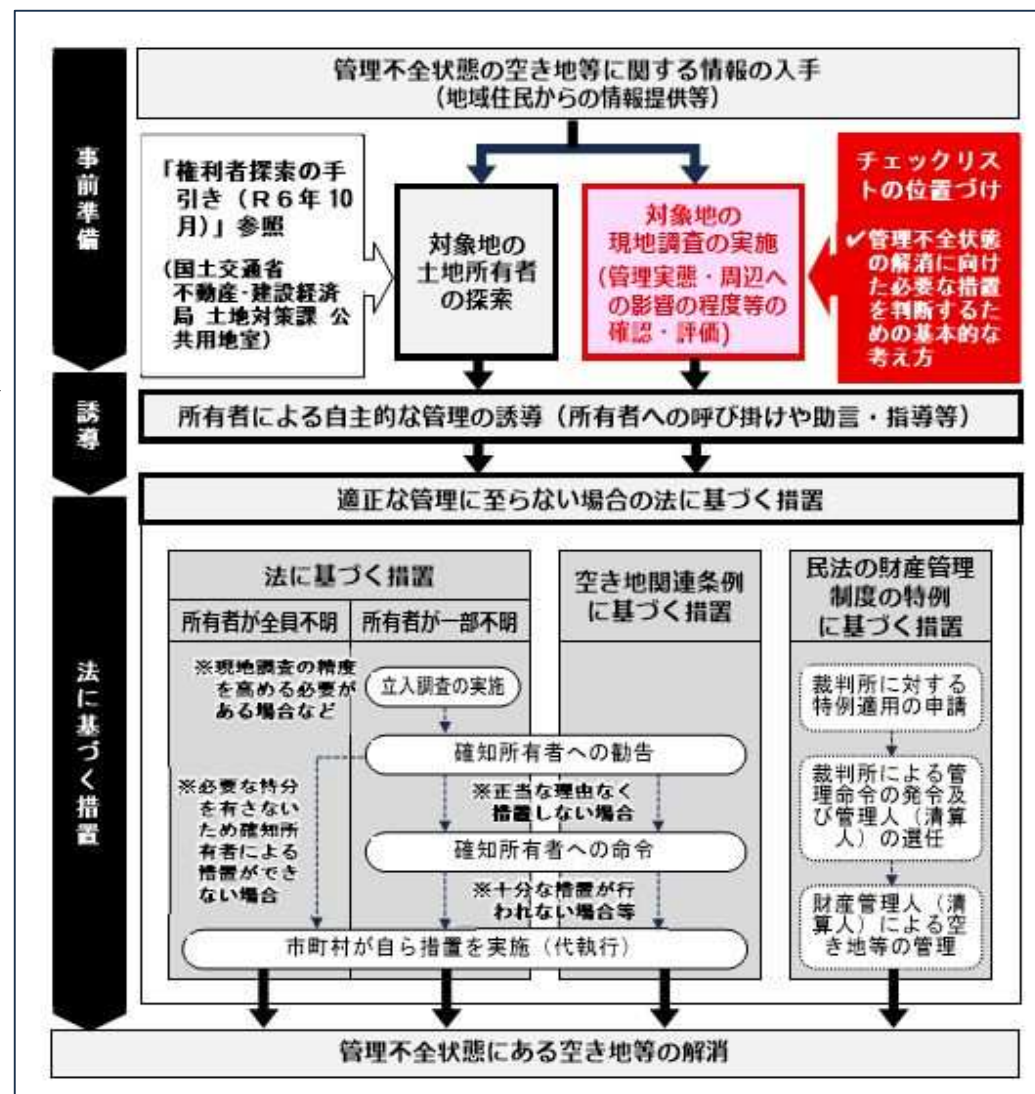 管理不全状態の空き地等に関する情報の入手
(地域住民からの情報提供等)
事前準備
「権利者探索の手
引き（R6年10
月）」参照
(国土交通省
不動産・建設経済
局 土地対策課 公
共用地室）
対象地の
土地所有者
の探索
対象地の
現地調査の実施
(管理実態・周辺へ
の影響の程度等の
確認・評価)
チェックリス
トの位置づけ
✔管理不全状態
の解消に向け
た必要な措置
を判断するた
めの基本的な
考え方
誘導
所有者による自主的な管理の誘導（所有者への呼び掛けや助言・指導等）
法に基づく措置
適正な管理に至らない場合の法に基づく措置
法に基づく措置
所有者が全員不明
所有者が一部不明
空き地関連条例
に基づく措置
民法の財産管理
制度の特例
に基づく措置
※現地調査の精度
を高める必要が
ある場合など
立入調査の実施
確知所有者への勧告
※必要な持分
を有さない
ため確知所
有者による
措置ができ
ない場合
※正当な理由なく
措置しない場合
確知所有者への命令
※十分な措置が行
われない場合等
市町村が自ら措置を実施（代執行）
裁判所に対する
特例適用の申請
裁判所による管
理命令の発令及
び管理人（清算
人）の選任
財産管理人（清
算人）による空
き地等の管理
管理不全状態にある空き地等の解消